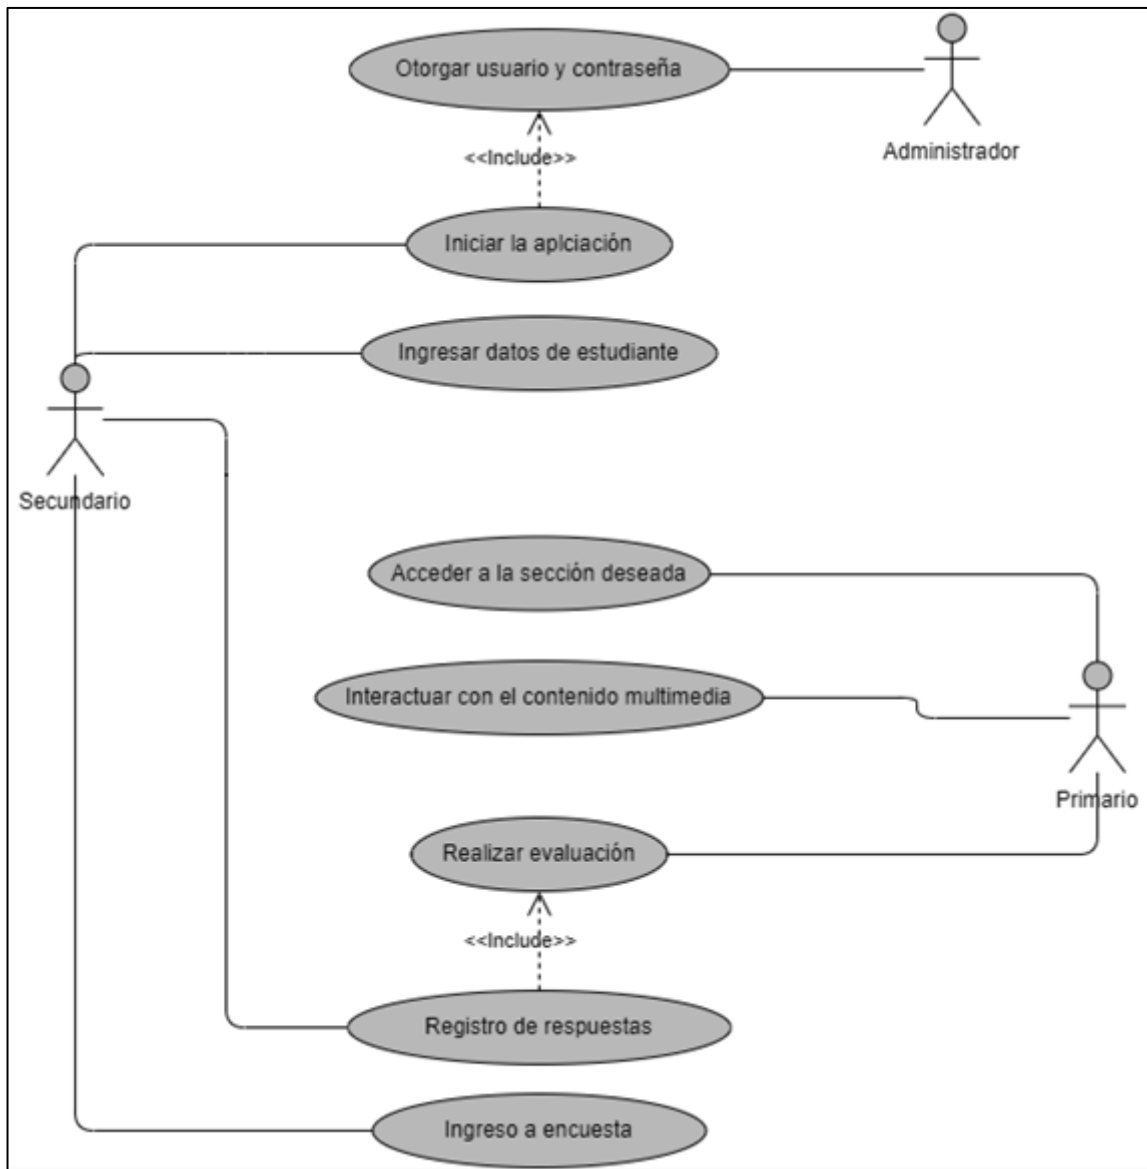 Otorgar usuario y contraseña
Administrador
<<Include>>
Iniciar la aplciación
Ingresar datos de estudiante
Secundario
Acceder a la sección deseada
Interactuar con el contenido multimedia
Primario
Realizar evaluación
<<Include>>
Registro de respuestas
Ingreso a encuesta